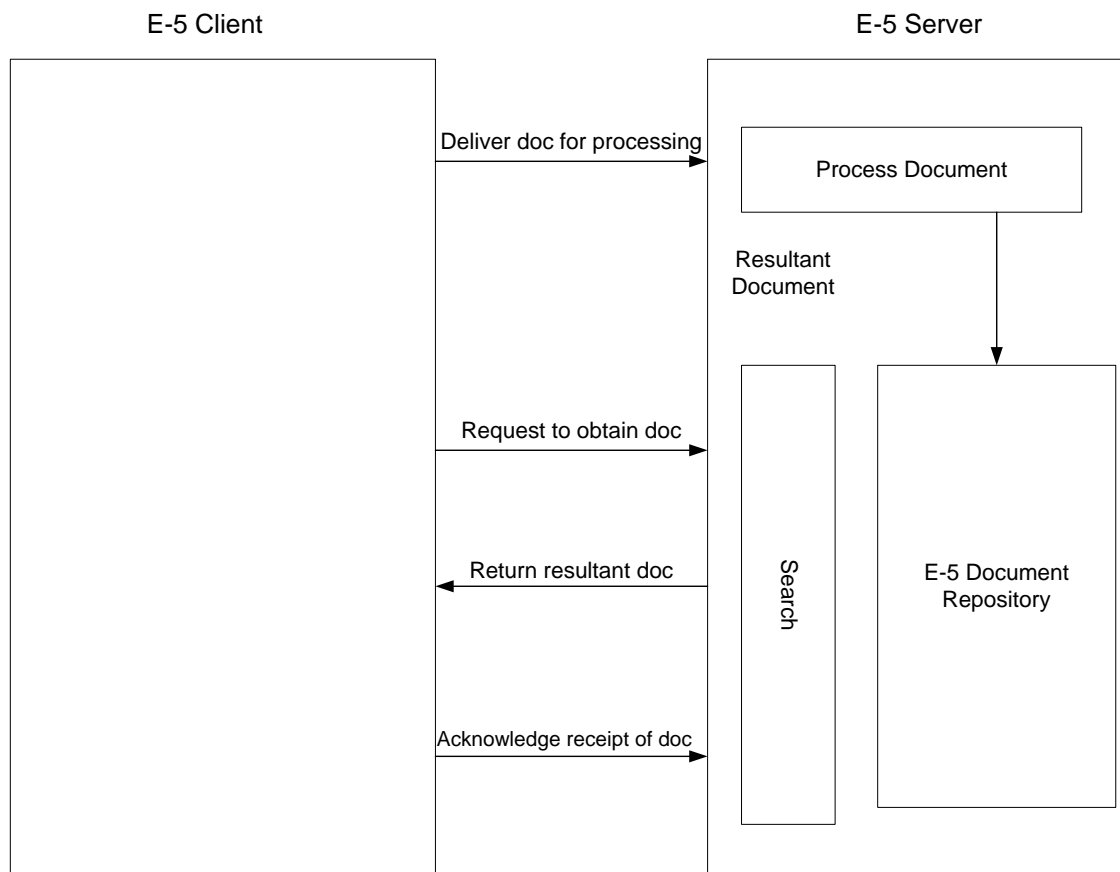 E-5 Client
E-5 Server
Deliver doc for processing
Process Document
Resultant
Document
Request to obtain doc
Return resultant doc
Search
E-5 Document
Repository
Acknowledge receipt of doc